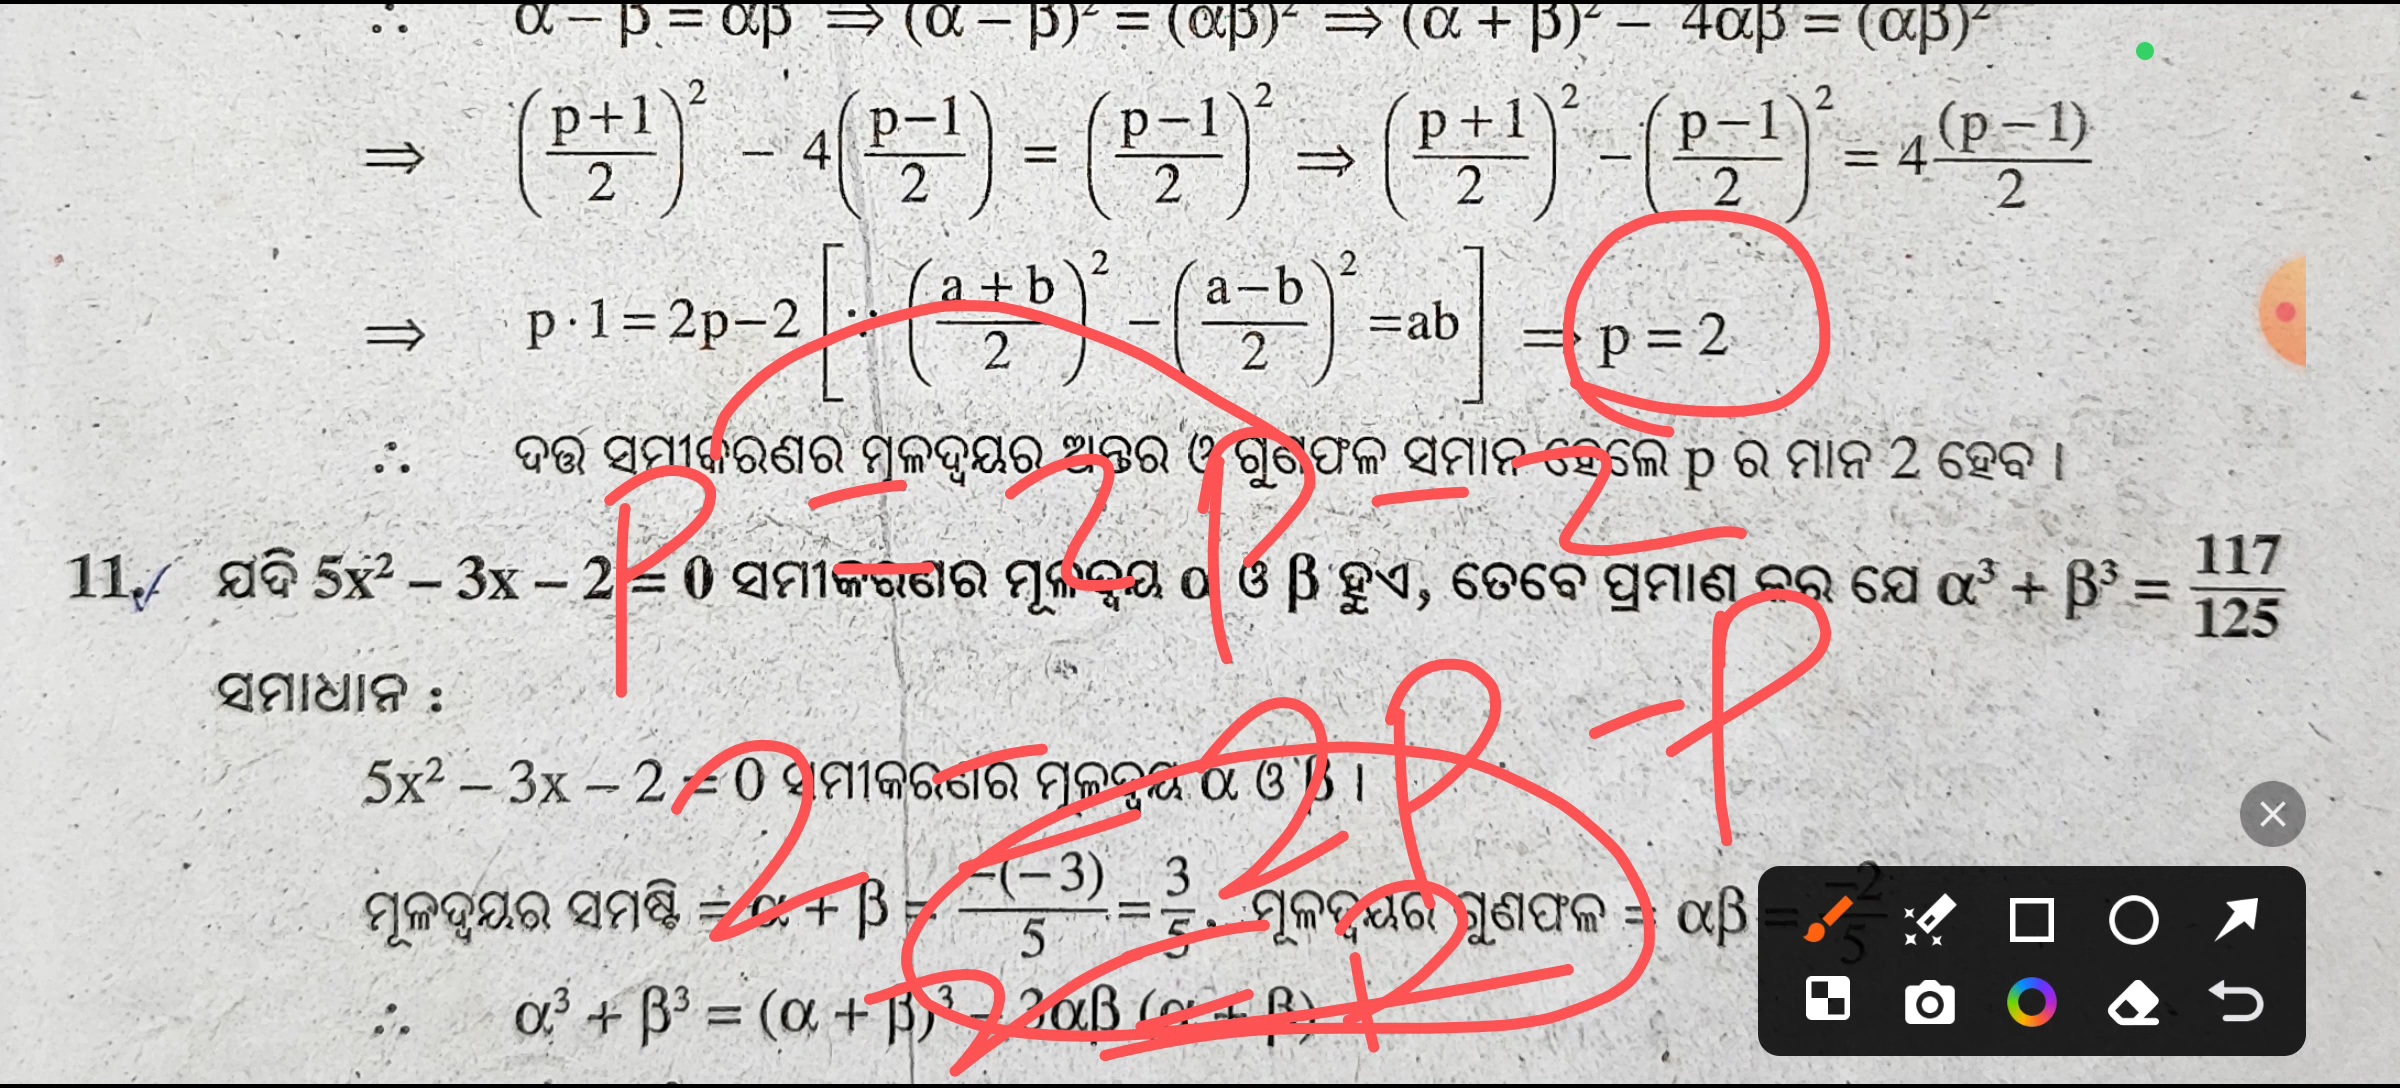 ∴ α − β = αβ ⇒ (α − β)² = (αβ)² ⇒ (α + β)² − 4αβ = (αβ)²
⇒ ((p+1)/2)² − 4((p−1)/2) = ((p−1)/2)² ⇒ ((p+1)/2)² − ((p−1)/2)² = 4(p−1)/2
⇒ p · 1 = 2p−2 [∵ ((a+b)/2)² − ((a−b)/2)² = ab] ⇒ p = 2
∴ ଦତ୍ତ ସମୀକରଣର ମୂଳଦ୍ୱୟର ଅନ୍ତର ଓ ଗୁଣଫଳ ସମାନ ହେଲେ p ର ମାନ 2 ହେବ ।
P = 2P − 2
11. ଯଦି 5x² − 3x − 2 = 0 ସମୀକରଣର ମୂଳଦ୍ୱୟ α ଓ β ହୁଏ, ତେବେ ପ୍ରମାଣ କର ଯେ α³ + β³ = 117/125
ସମାଧାନ :
2 = 2P − P
5x² − 3x − 2 = 0 ସମୀକରଣର ମୂଳଦ୍ୱୟ α ଓ β ।
ମୂଳଦ୍ୱୟର ସମଷ୍ଟି = α + β = −(−3)/5 = 3/5, ମୂଳଦ୍ୱୟର ଗୁଣଫଳ = αβ = −2/5
2 = P
∴ α³ + β³ = (α + β)³ − 3αβ (α + β)